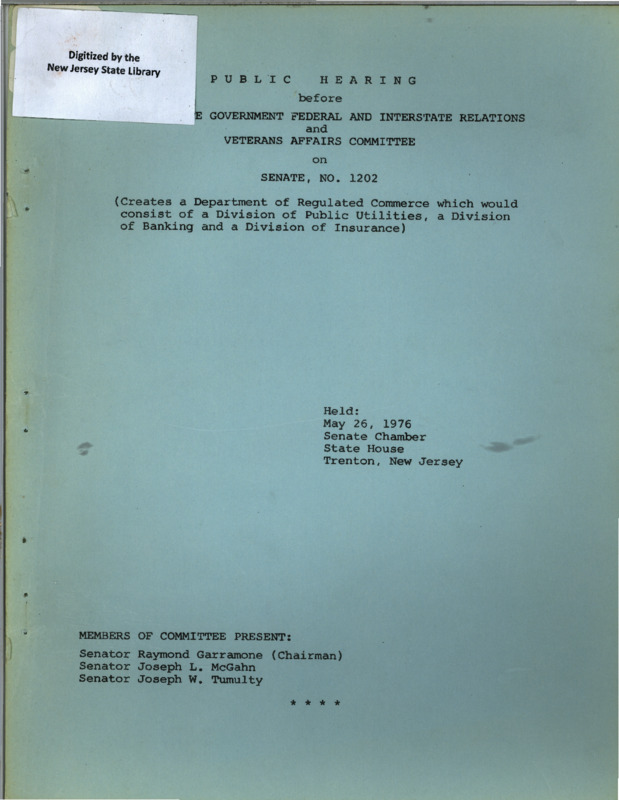 Digitized by the
New Jersey State Library
PUBLIC HEARING
before
E GOVERNMENT FEDERAL AND INTERSTATE RELATIONS
and
VETERANS AFFAIRS COMMITTEE
on
SENATE, NO. 1202
(Creates a Department of Regulated Commerce which would
consist of a Division of Public Utilities, a Division
of Banking and a Division of Insurance)
Held:
May 26, 1976
Senate Chamber
State House
Trenton, New Jersey
MEMBERS OF COMMITTEE PRESENT:
Senator Raymond Garramone (Chairman)
Senator Joseph L. McGahn
Senator Joseph W. Tumulty
* * * *